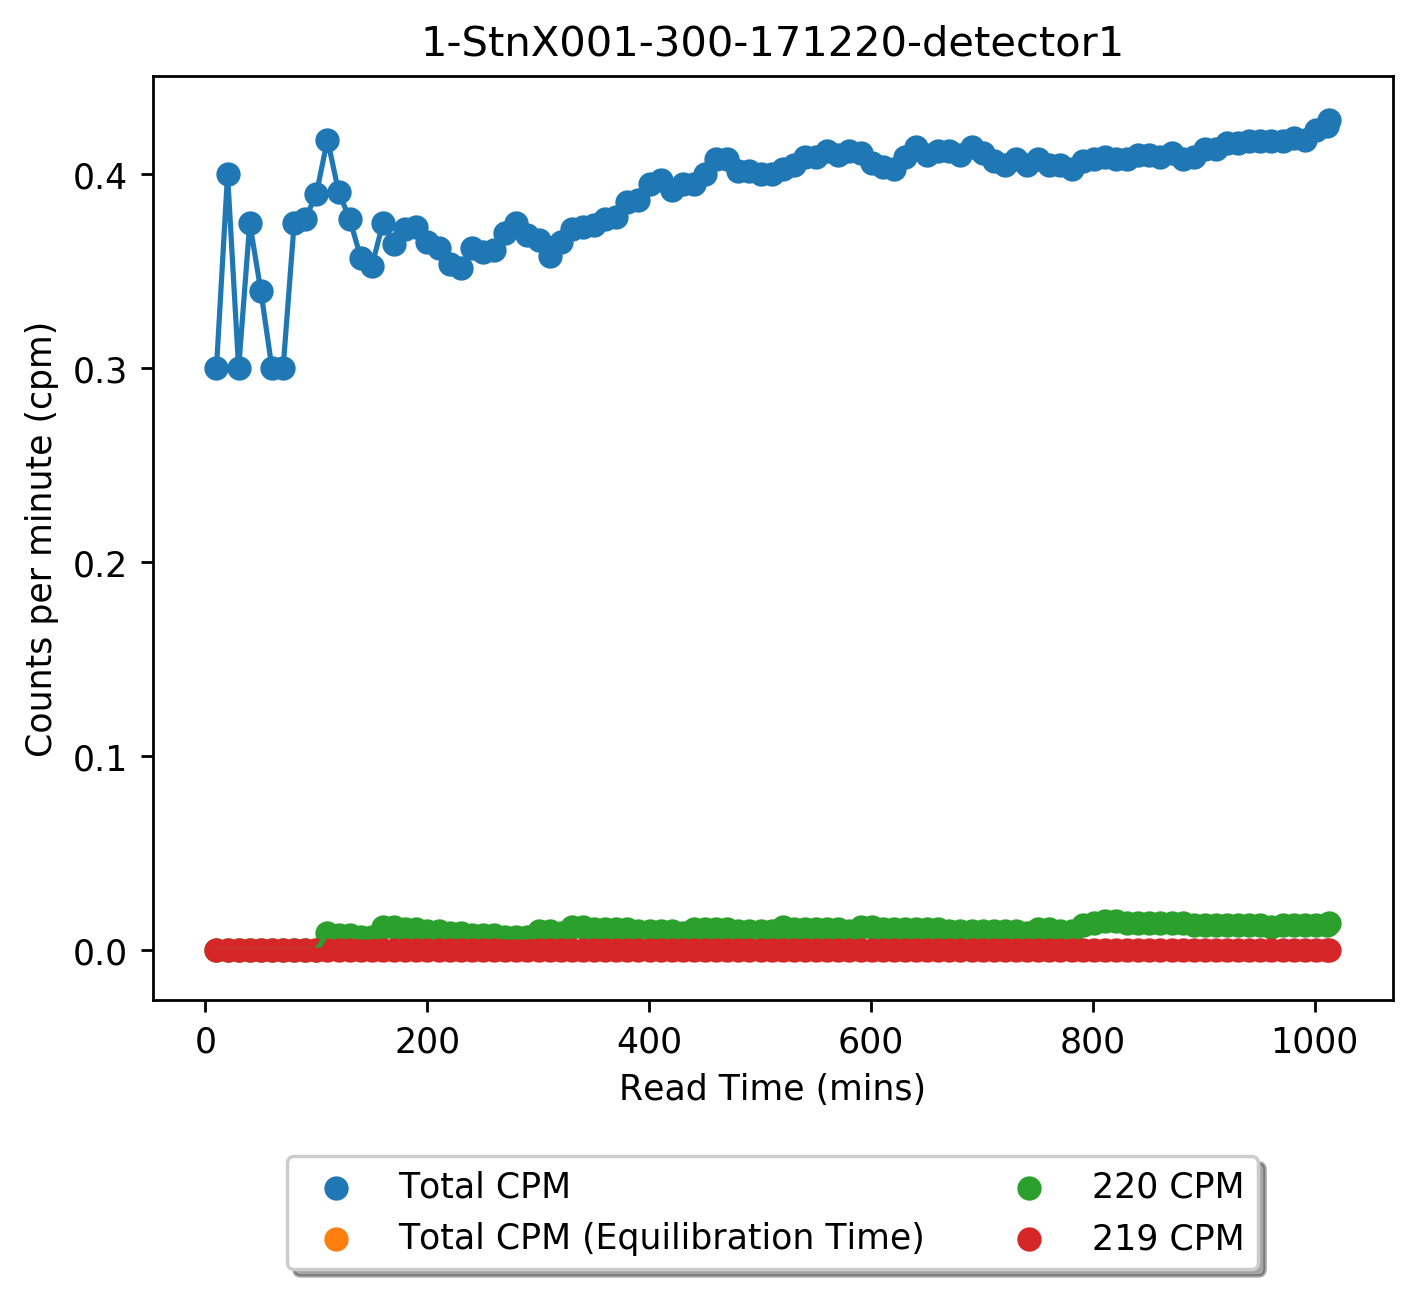 1-StnX001-300-171220-detector1
Counts per minute (cpm)
0.4
0.3
0.2
0.1
0.0
0 200 400 600 800 1000
Read Time (mins)
Total CPM
Total CPM (Equilibration Time)
220 CPM
219 CPM